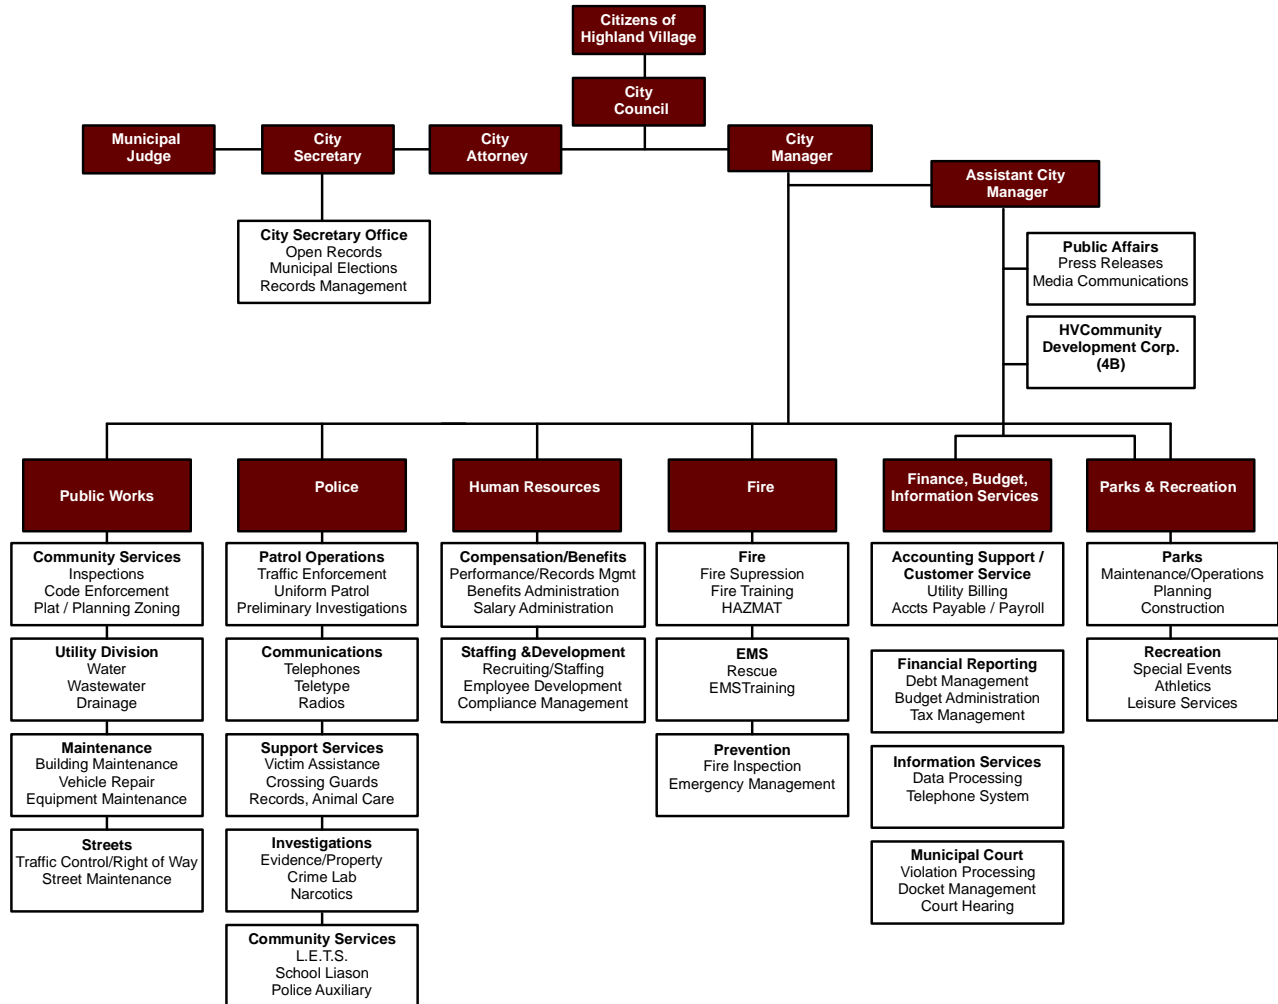 Citizens of
Highland Village
City
Council
Municipal
Judge
City
Secretary
City
Attorney
City
Manager
Assistant City
Manager
City Secretary Office
Open Records
Municipal Elections
Records Management
Public Affairs
Press Releases
Media Communications
HVCommunity
Development Corp.
(4B)
Public Works
Police
Human Resources
Fire
Finance, Budget,
Information Services
Parks & Recreation
Community Services
Inspections
Code Enforcement
Plat / Planning Zoning
Utility Division
Water
Wastewater
Drainage
Maintenance
Building Maintenance
Vehicle Repair
Equipment Maintenance
Streets
Traffic Control/Right of Way
Street Maintenance
Patrol Operations
Traffic Enforcement
Uniform Patrol
Preliminary Investigations
Communications
Telephones
Teletype
Radios
Support Services
Victim Assistance
Crossing Guards
Records, Animal Care
Investigations
Evidence/Property
Crime Lab
Narcotics
Community Services
L.E.T.S.
School Liason
Police Auxiliary
Compensation/Benefits
Performance/Records Mgmt
Benefits Administration
Salary Administration
Staffing &Development
Recruiting/Staffing
Employee Development
Compliance Management
Fire
Fire Supression
Fire Training
HAZMAT
EMS
Rescue
EMSTraining
Prevention
Fire Inspection
Emergency Management
Accounting Support /
Customer Service
Utility Billing
Accts Payable / Payroll
Financial Reporting
Debt Management
Budget Administration
Tax Management
Information Services
Data Processing
Telephone System
Municipal Court
Violation Processing
Docket Management
Court Hearing
Parks
Maintenance/Operations
Planning
Construction
Recreation
Special Events
Athletics
Leisure Services